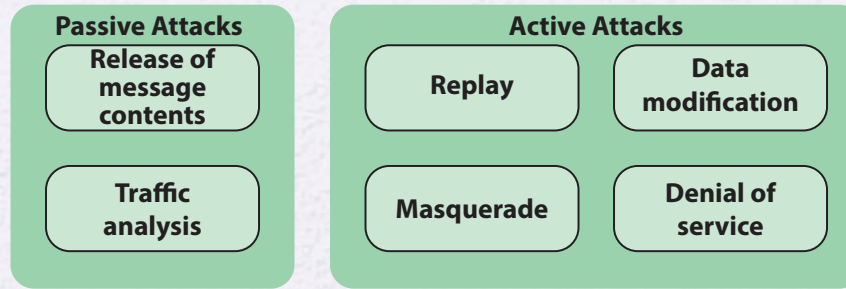 Passive Attacks
Release of
message
contents
Traffic
analysis
Active Attacks
Replay
Data
modification
Masquerade
Denial of
service